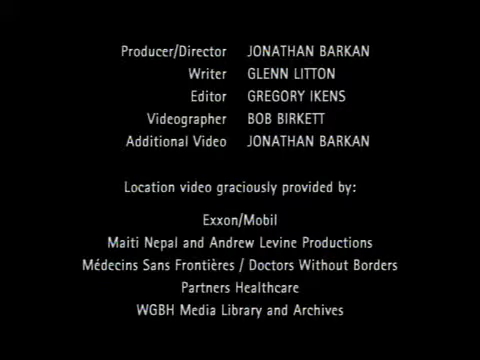 Producer/Director JONATHAN BARKAN
Writer GLENN LITTON
Editor GREGORY IKENS
Videographer BOB BIRKETT
Additional Video JONATHAN BARKAN
Location video graciously provided by:
Exxon/Mobil
Maiti Nepal and Andrew Levine Productions
Médecins Sans Frontières / Doctors Without Borders
Partners Healthcare
WGBH Media Library and Archives